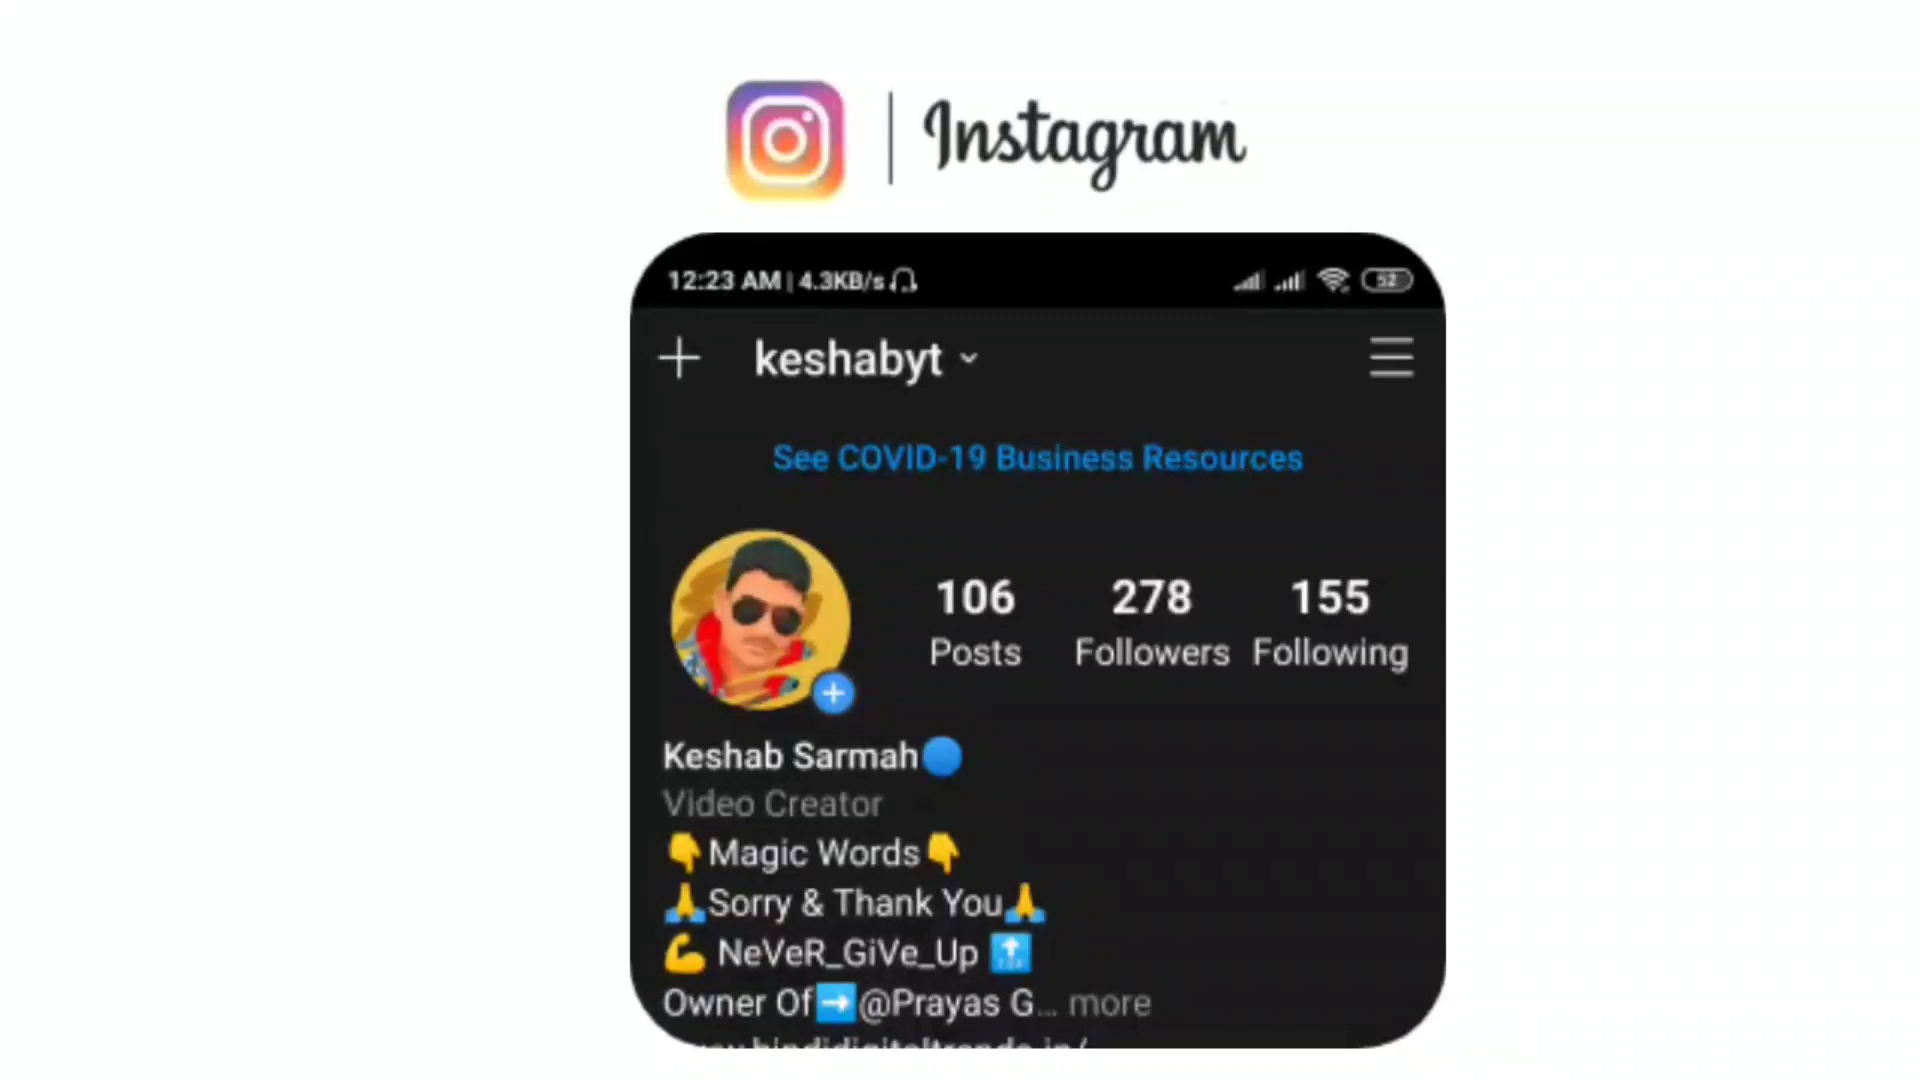 Instagram
12:23 AM | 4.3KB/s 52
keshabyt
See COVID-19 Business Resources
106 278 155
Posts Followers Following
Keshab Sarmah🔵
Video Creator
👇Magic Words👇
🙏Sorry & Thank You🙏
💪 NeVeR_GiVe_Up 🔝
Owner Of➡️@Prayas G... more